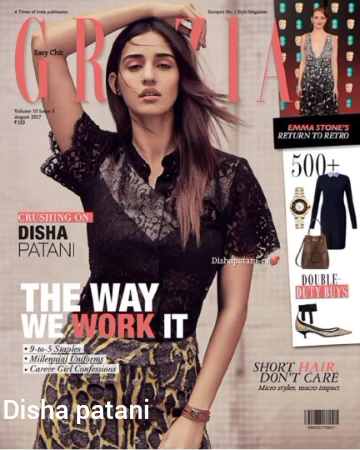 A Times of India publication
Europe's No. 1 Style Magazine
GRAZIA
Easy Chic
Volume 10 Issue 5
August 2017
₹150
EMMA STONE'S
RETURN TO RETRO
500+
CRUSHING ON
DISHA
PATANI
Dishapatani_ru
DOUBLE-
DUTY BUYS
THE WAY
WE WORK IT
• 9-to-5 Staples
• Millennial Uniforms
• Career Girl Confessions
SHORT HAIR,
DON'T CARE
Micro styles, macro impact
Disha patani